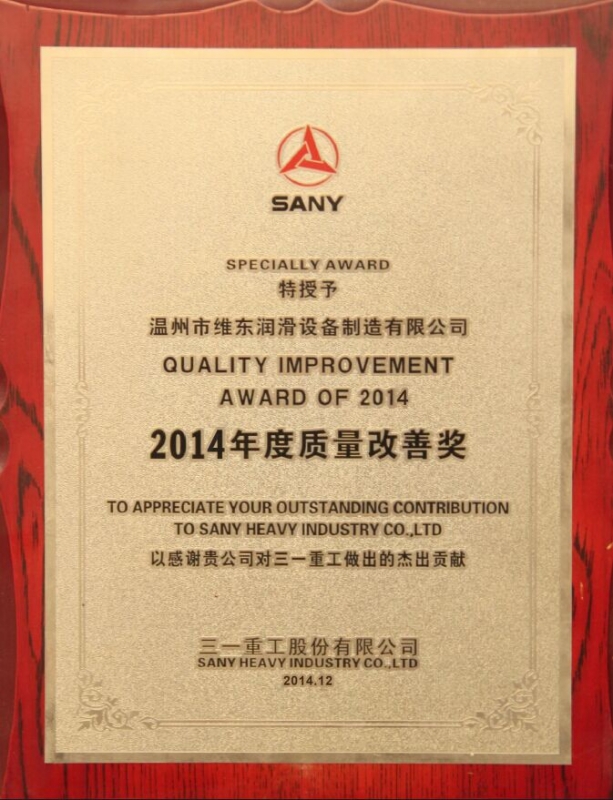 SANY
SPECIALLY AWARD
特授予
温州市维东润滑设备制造有限公司
QUALITY IMPROVEMENT
AWARD OF 2014
2014年度质量改善奖
TO APPRECIATE YOUR OUTSTANDING CONTRIBUTION
TO SANY HEAVY INDUSTRY CO.,LTD
以感谢贵公司对三一重工做出的杰出贡献
三一重工股份有限公司
SANY HEAVY INDUSTRY CO.,LTD
2014.12